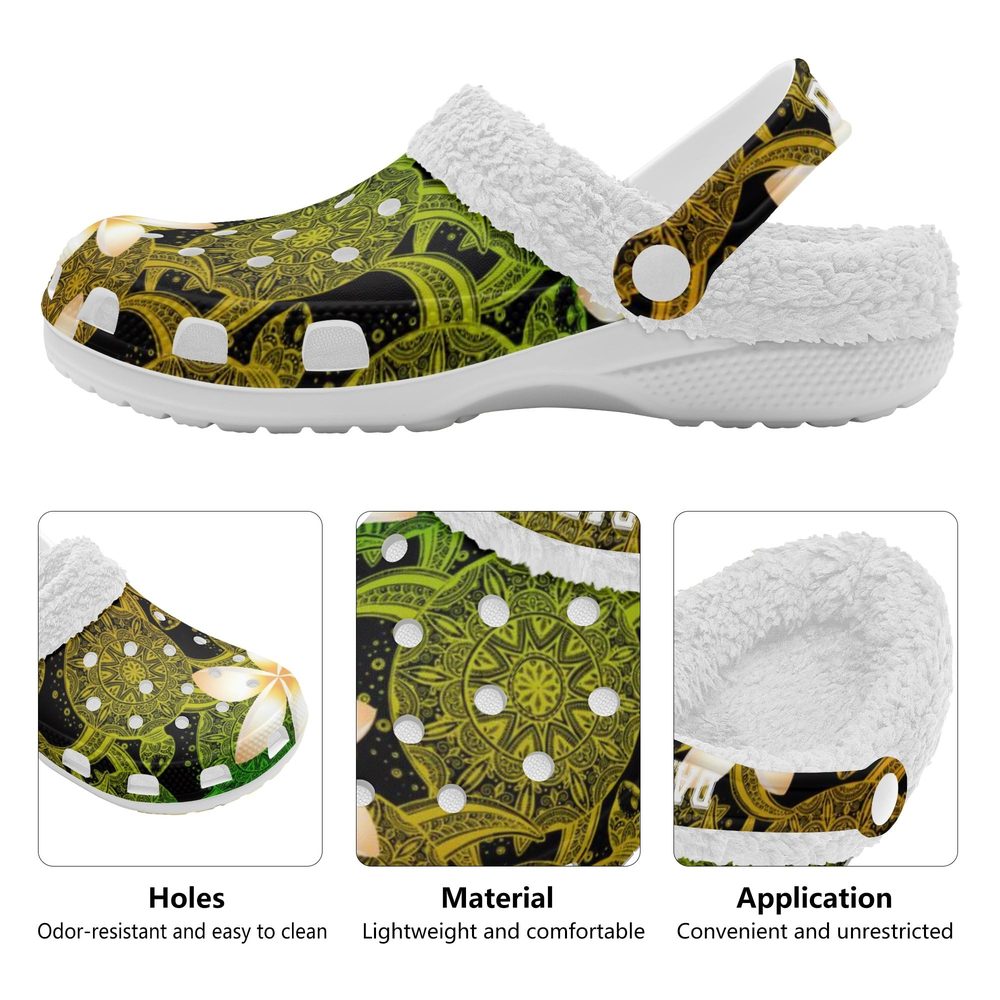 Holes
Odor-resistant and easy to clean
Material
Lightweight and comfortable
Application
Convenient and unrestricted